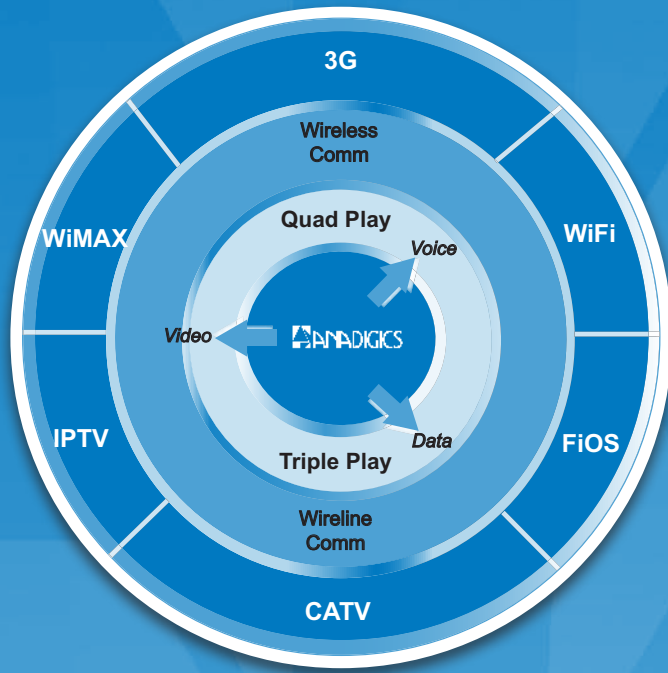 3G
Wireless
Comm
Quad Play
WiMAX
WiFi
Voice
Video
ANADIGICS
IPTV
Data
FiOS
Triple Play
Wireline
Comm
CATV